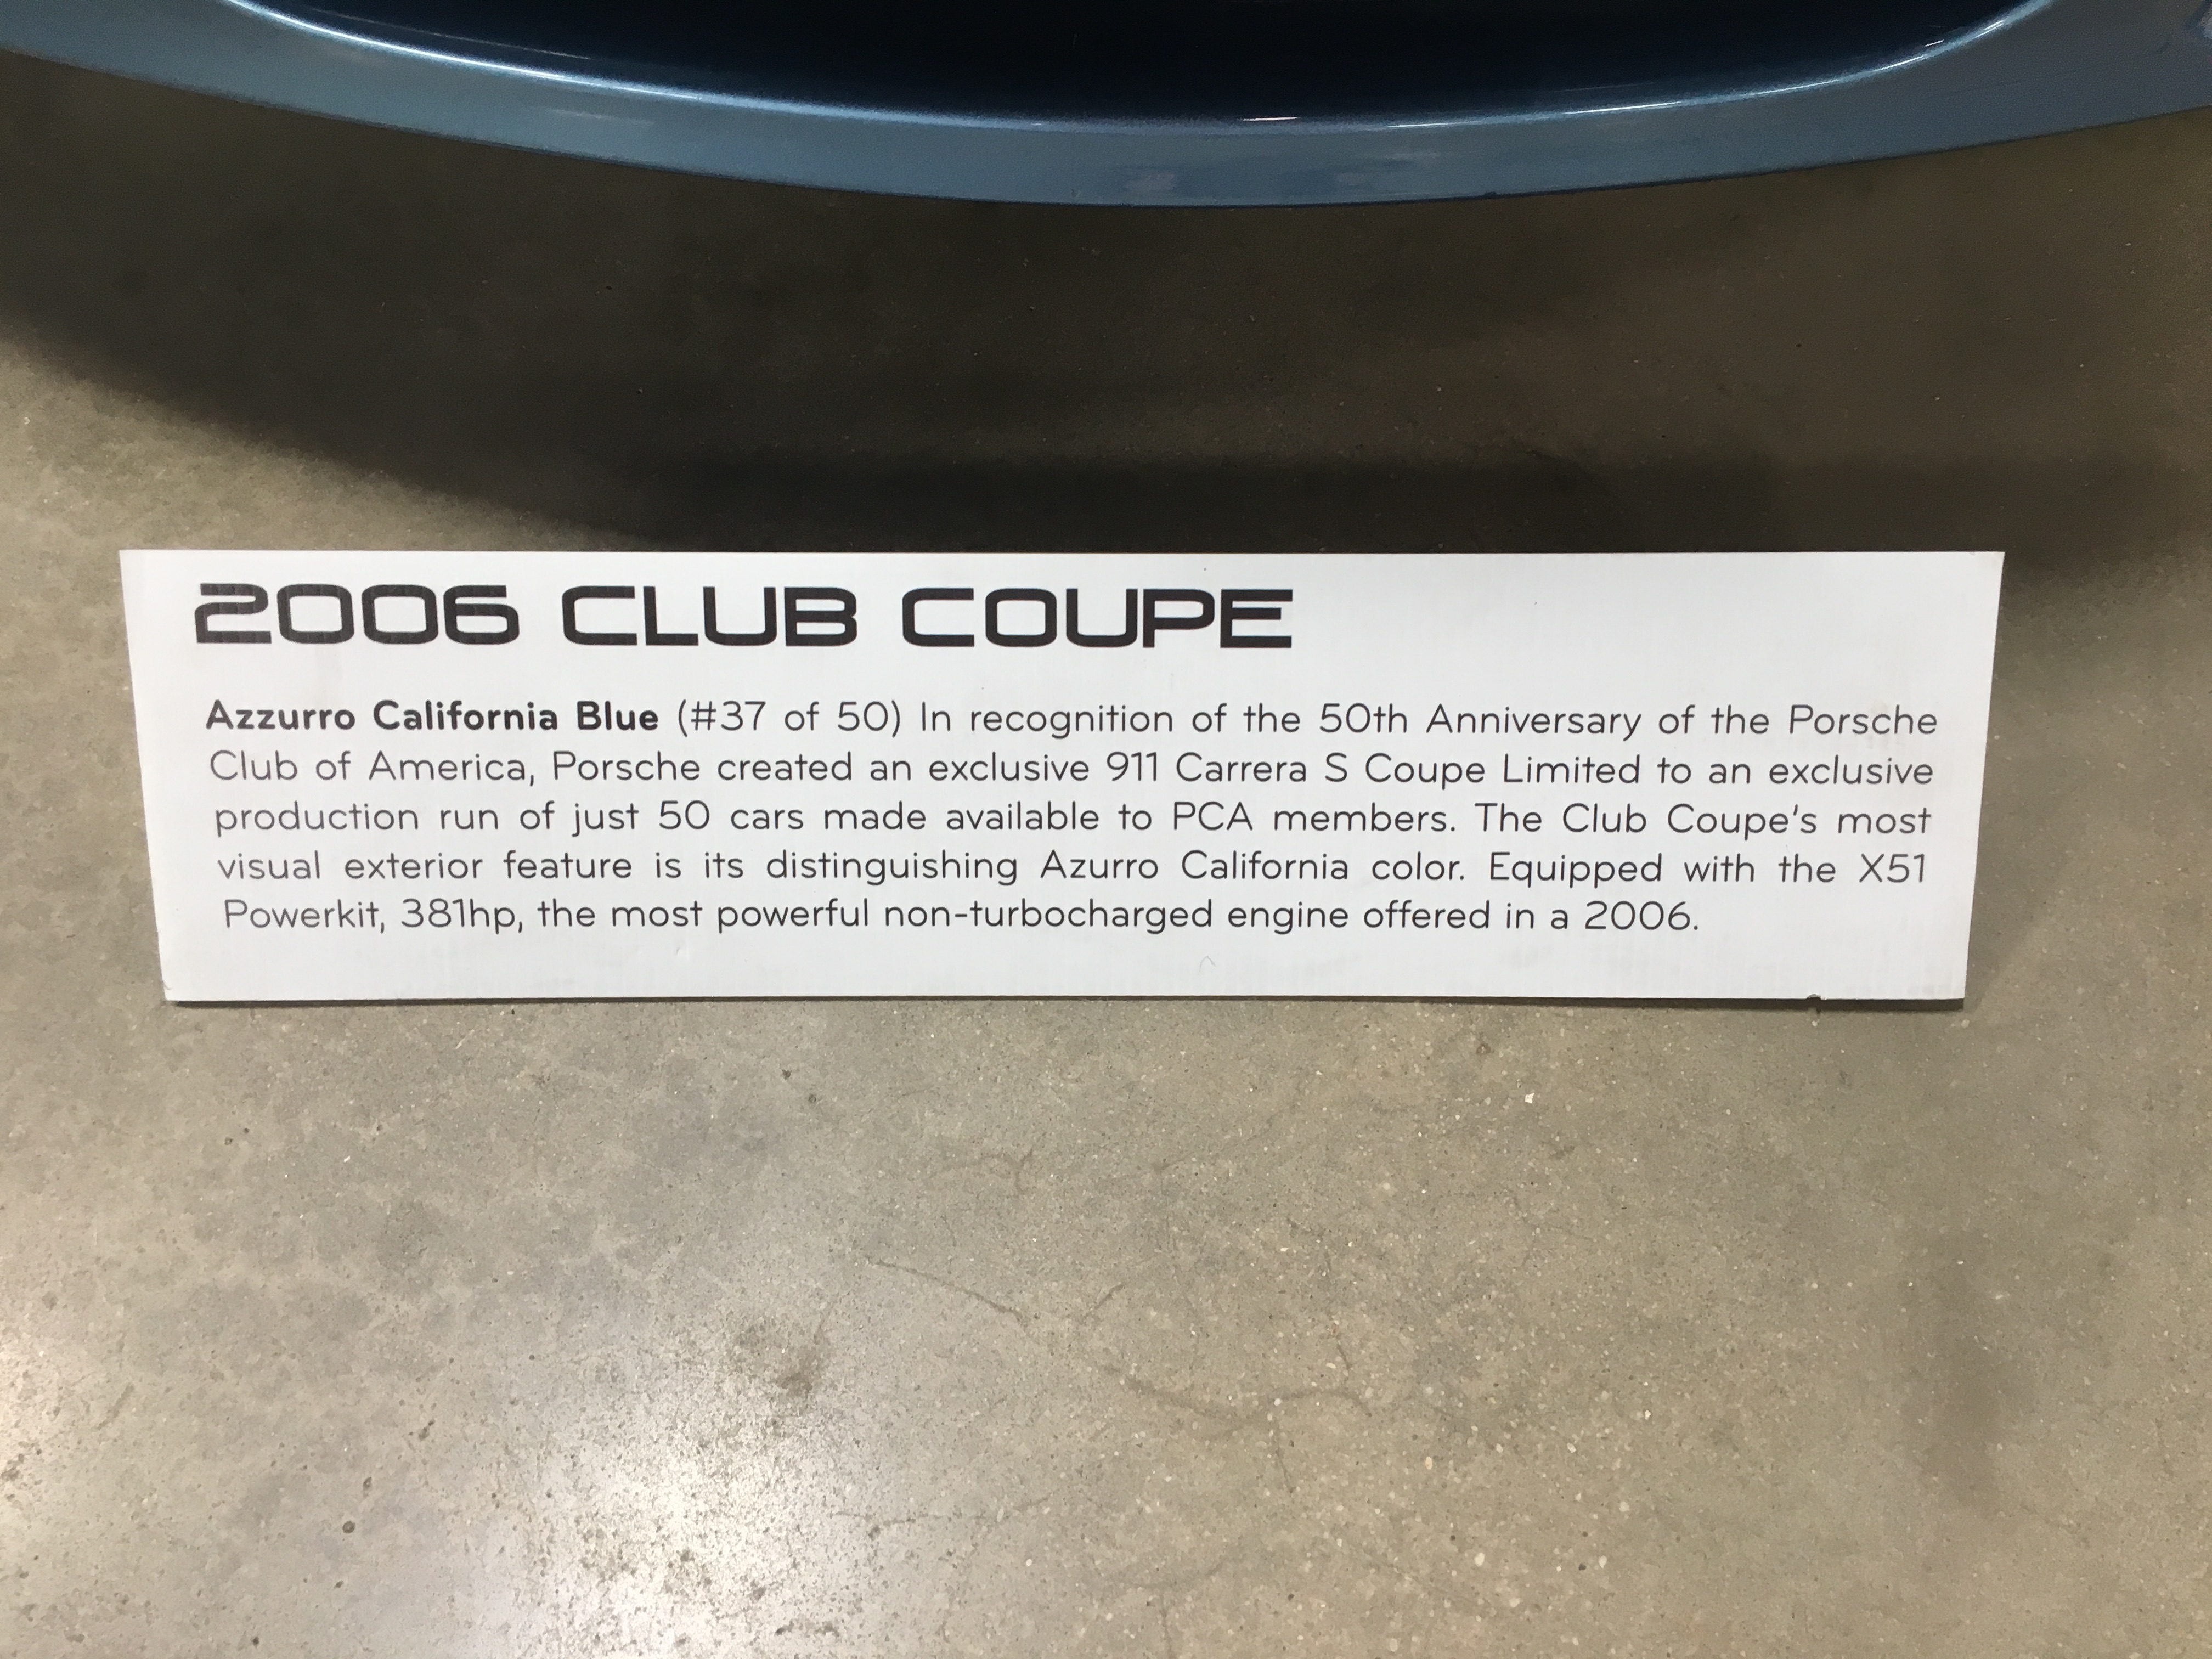 2006 CLUB COUPE
Azzurro California Blue (#37 of 50) In recognition of the 50th Anniversary of the Porsche
Club of America, Porsche created an exclusive 911 Carrera S Coupe Limited to an exclusive
production run of just 50 cars made available to PCA members. The Club Coupe's most
visual exterior feature is its distinguishing Azurro California color. Equipped with the X51
Powerkit, 381hp, the most powerful non-turbocharged engine offered in a 2006.